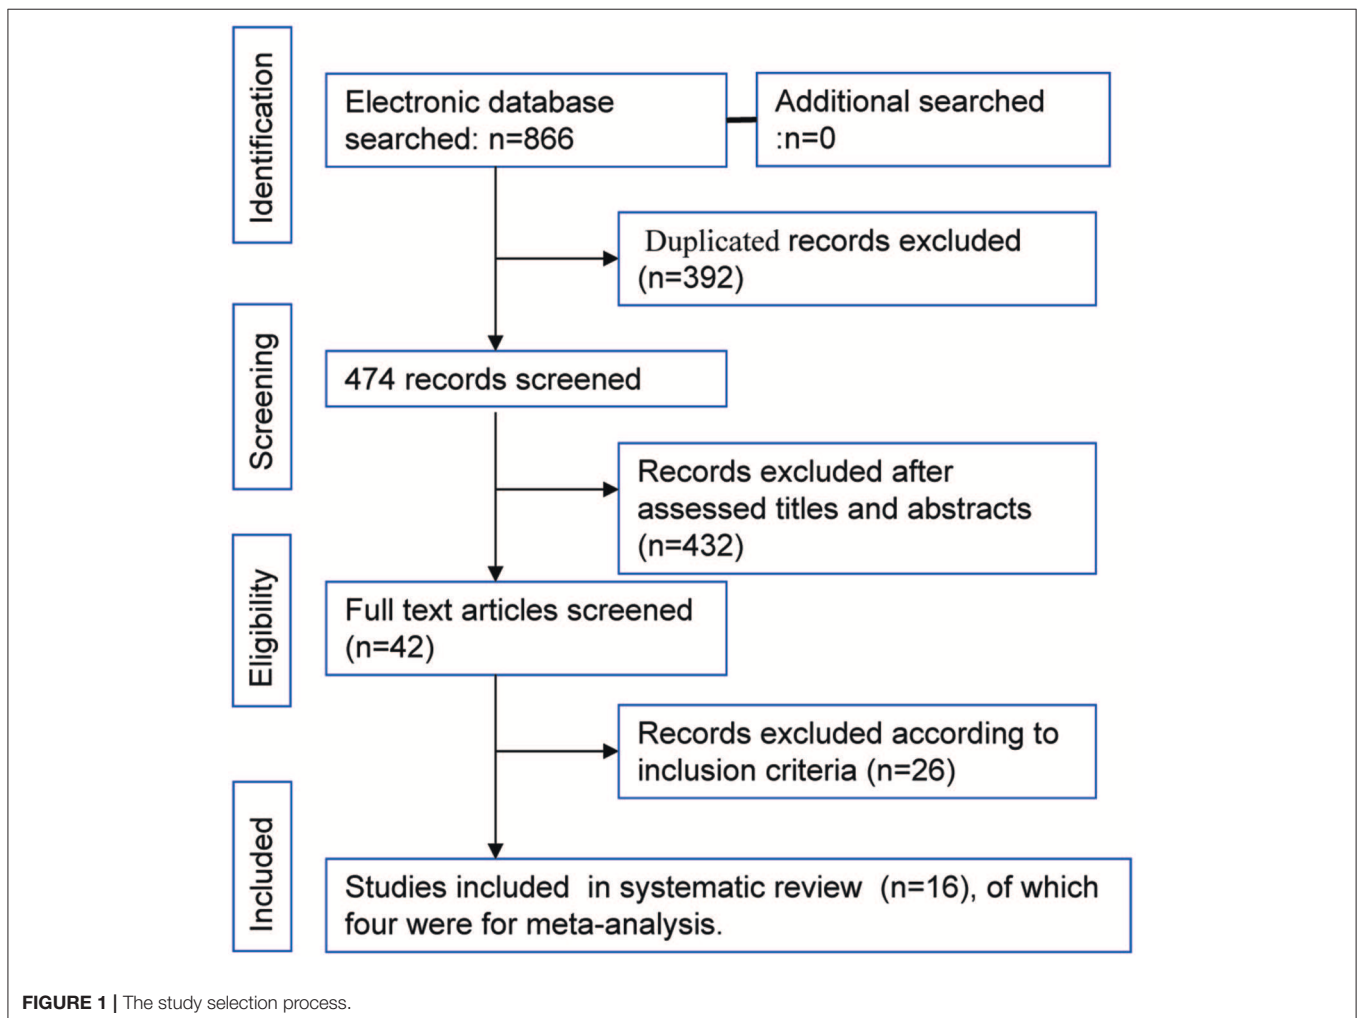 Identification
Electronic database
searched: n=866
Additional searched
:n=0
Duplicated records excluded
(n=392)
Screening
474 records screened
Records excluded after
assessed titles and abstracts
(n=432)
Eligibility
Full text articles screened
(n=42)
Records excluded according to
inclusion criteria (n=26)
Included
Studies included in systematic review (n=16), of which
four were for meta-analysis.
FIGURE 1 | The study selection process.